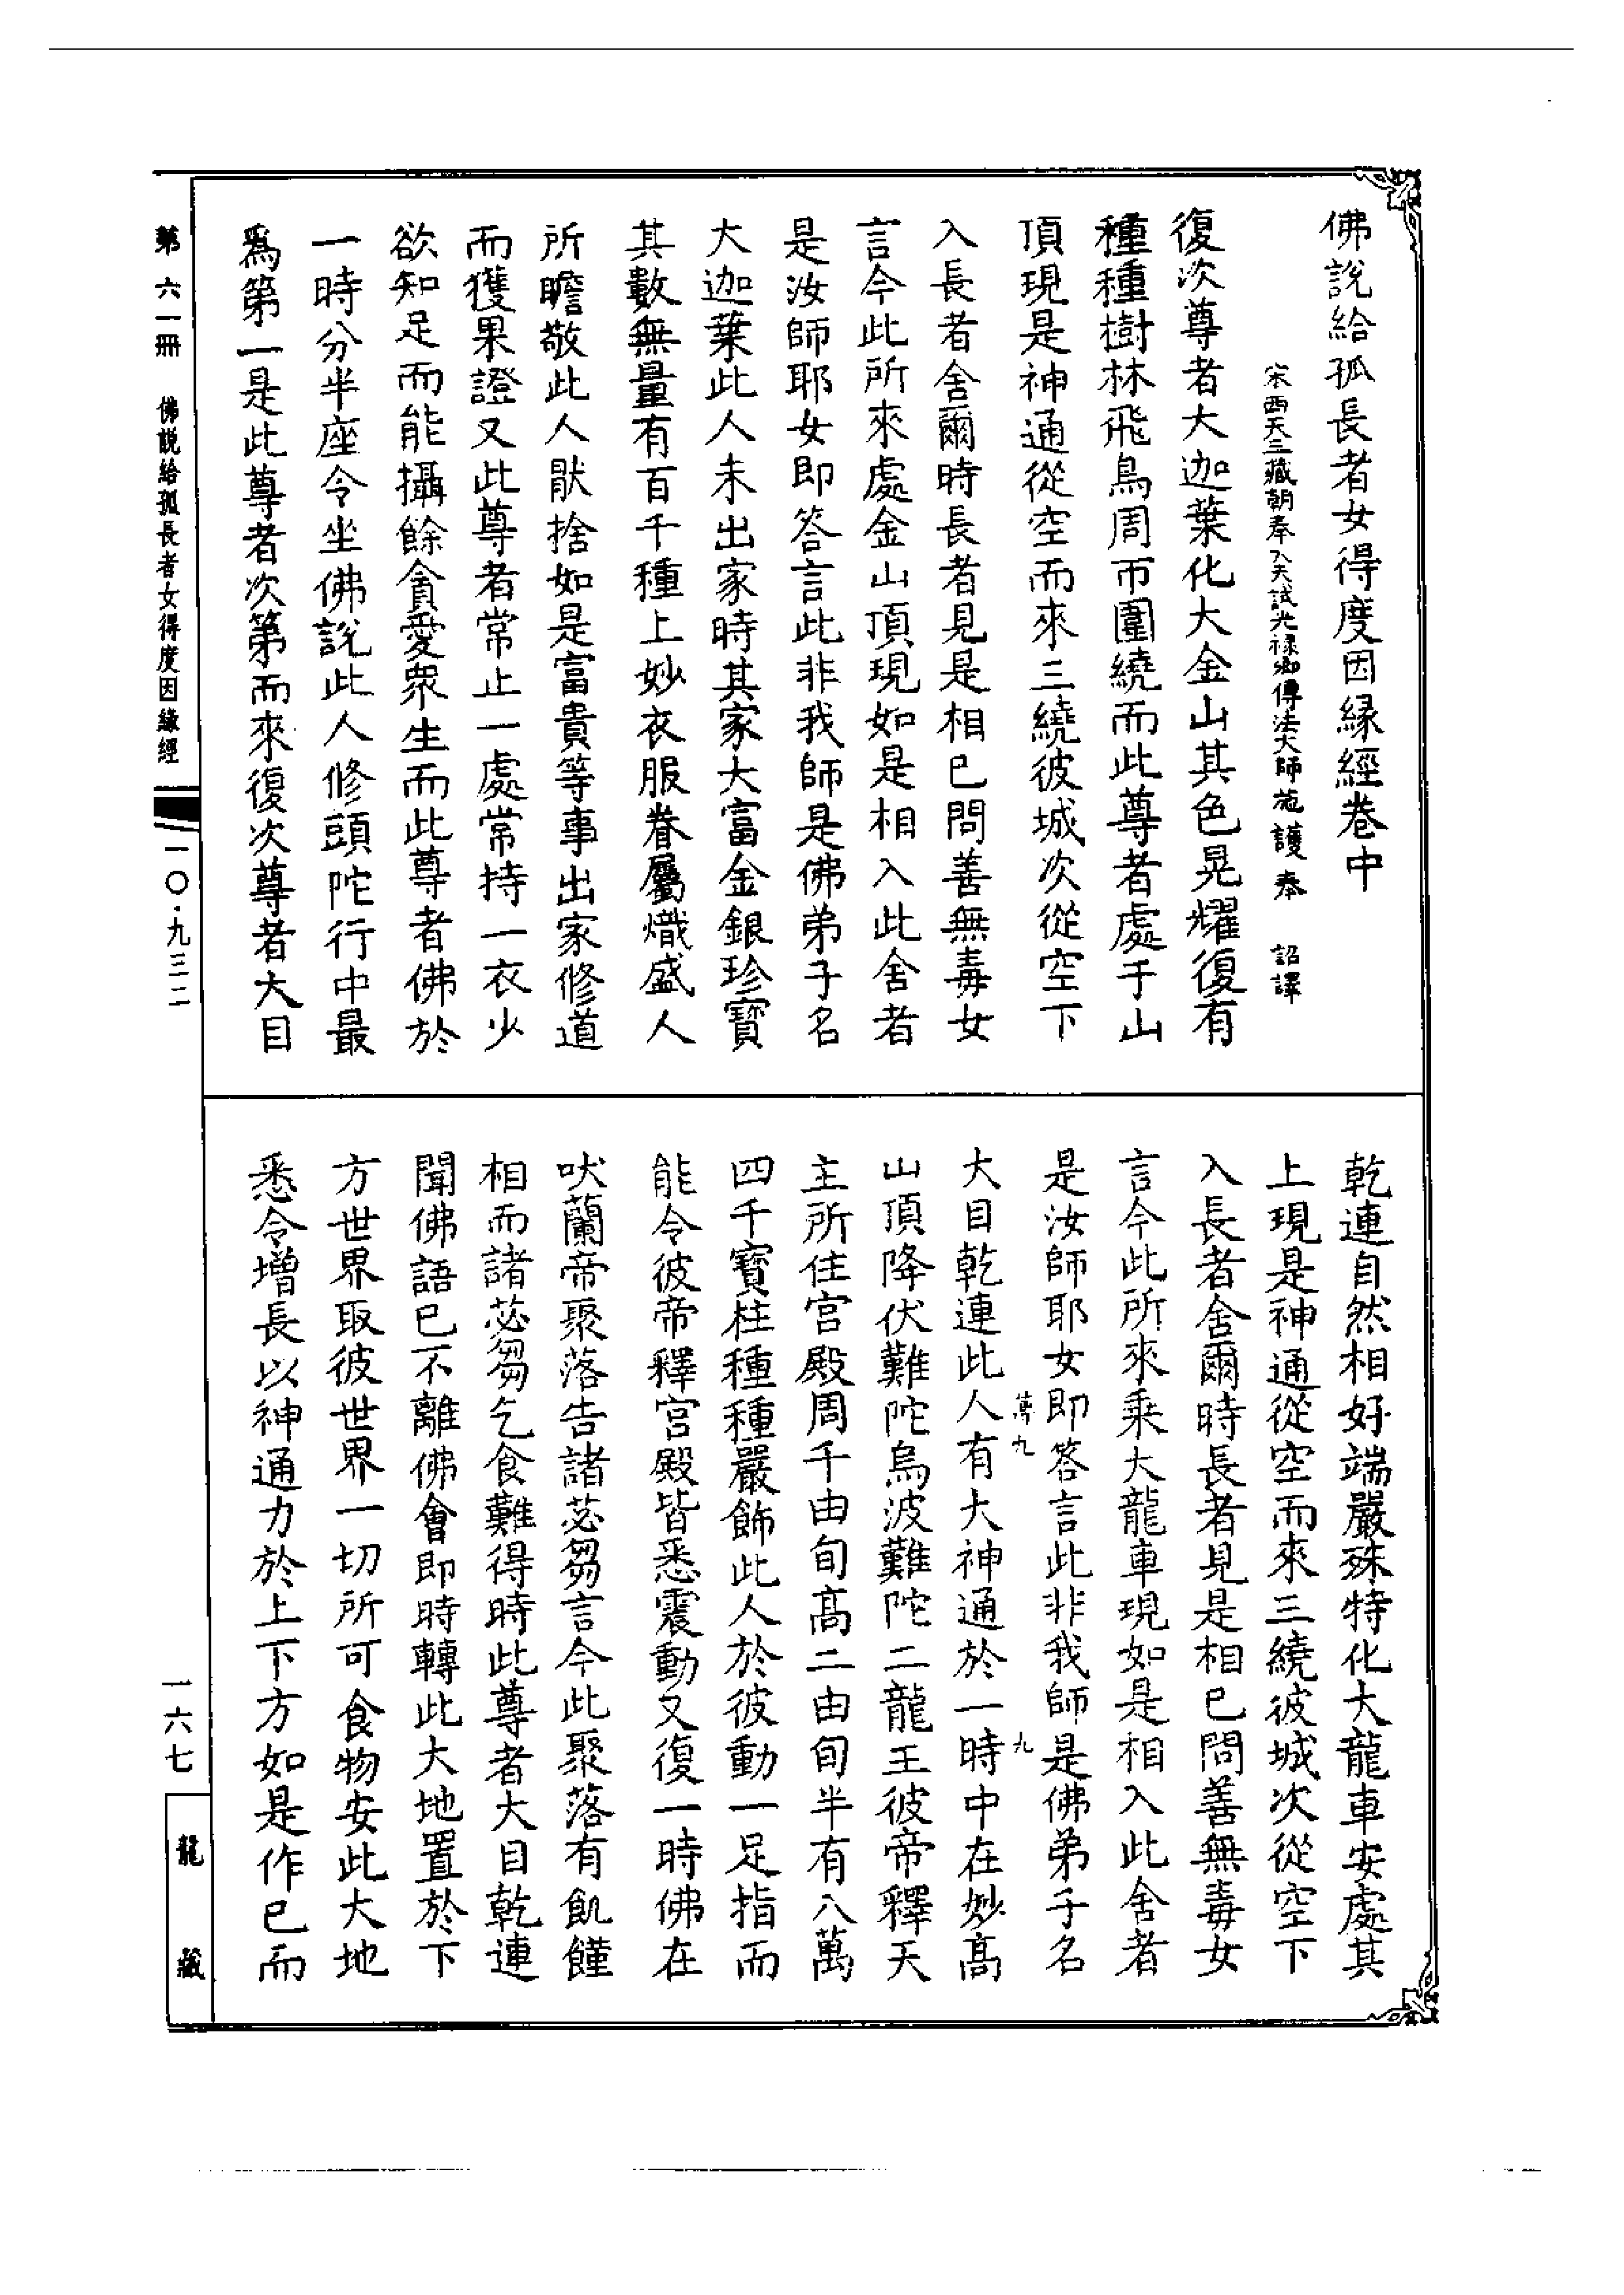 佛說給孤長者女得度因緣經卷中
宋西天三藏朝奉大夫試光祿卿傳法大師施護奉 詔譯
復次尊者大迦葉化大金山其色晃耀復有
種種樹林飛鳥周帀圍繞而此尊者處于山
頂現是神通從空而來三繞彼城次從空下
入長者舍爾時長者見是相已問善無毒女
言今此所來處金山頂現如是相入此舍者
是汝師耶女即答言此非我師是佛弟子名
大迦葉此人未出家時其家大富金銀珍寶
其數無量有百千種上妙衣服眷屬熾盛人
所瞻敬此人猒捨如是富貴等事出家修道
而獲果證又此尊者常止一處常持一衣少
欲知足而能攝餘貪愛眾生而此尊者佛於
一時分半座令坐佛說此人修頭陀行中最
爲第一是此尊者次第而來復次尊者大目
乾連自然相好端嚴殊特化大龍車安處其
上現是神通從空而來三繞彼城次從空下
入長者舍爾時長者見是相已問善無毒女
言今此所來乘大龍車現如是相入此舍者
是汝師耶女即答言此非我師是佛弟子名
九
九
大目乾連此人有大神通於一時中在妙高
山頂降伏難陀烏波難陀二龍王彼帝釋天
主所住宮殿周千由旬高二由旬半有八萬
四千寶柱種種嚴飾此人於彼動一足指而
能令彼帝釋宮殿皆悉震動又復一時佛在
吠蘭帝聚落告諸苾芻言今此聚落有飢饉
相而諸苾芻乞食難得時此尊者大目乾連
聞佛語已不離佛會即時轉此大地置於下
方世界取彼世界一切所可食物安此大地
悉令增長以神通力於上下方如是作已而
第六一冊 佛說給孤長者女得度因緣經
一〇·九三二
一六七
龍藏